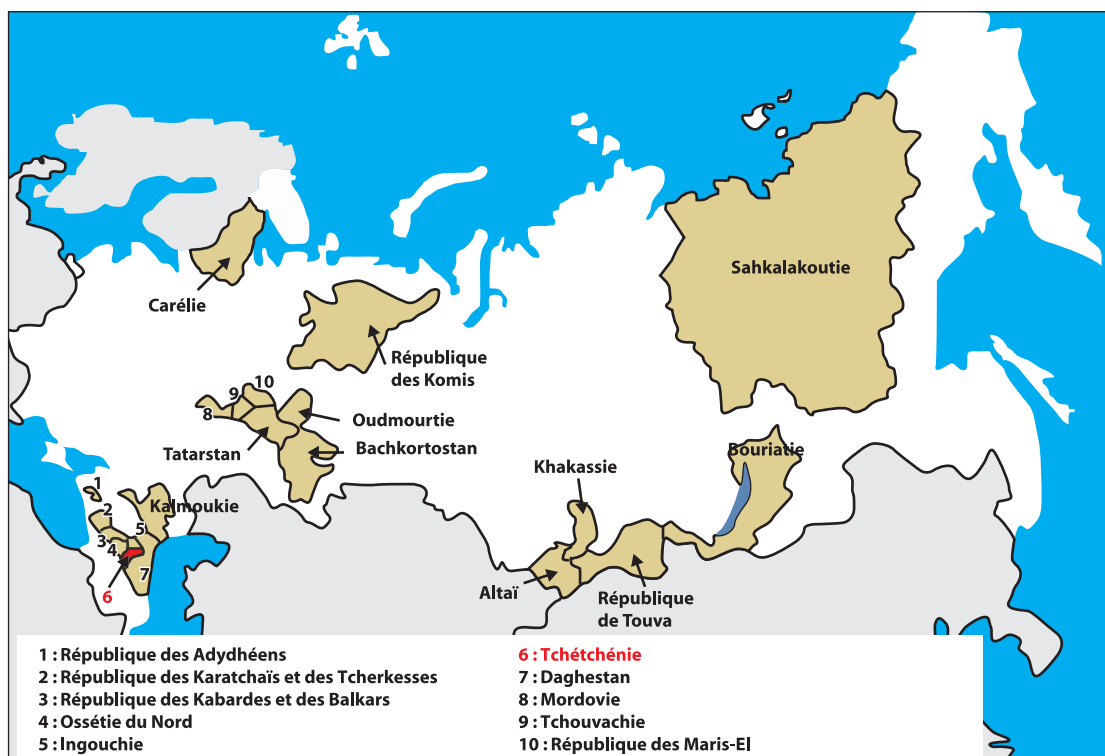 Sahkalakoutie
Carélie
République
des Komis
10
9
8
Oudmourtie
Tatarstan
Bachkortostan
Bouriatie
Khakassie
1
Kalmoukie
2
5
3
4
7
6
Altaï
République
de Touva
1 : République des Adydhéens
2 : République des Karatchaïs et des Tcherkesses
3 : République des Kabardes et des Balkars
4 : Ossétie du Nord
5 : Ingouchie
6 : Tchétchénie
7 : Daghestan
8 : Mordovie
9 : Tchouvachie
10 : République des Maris-El